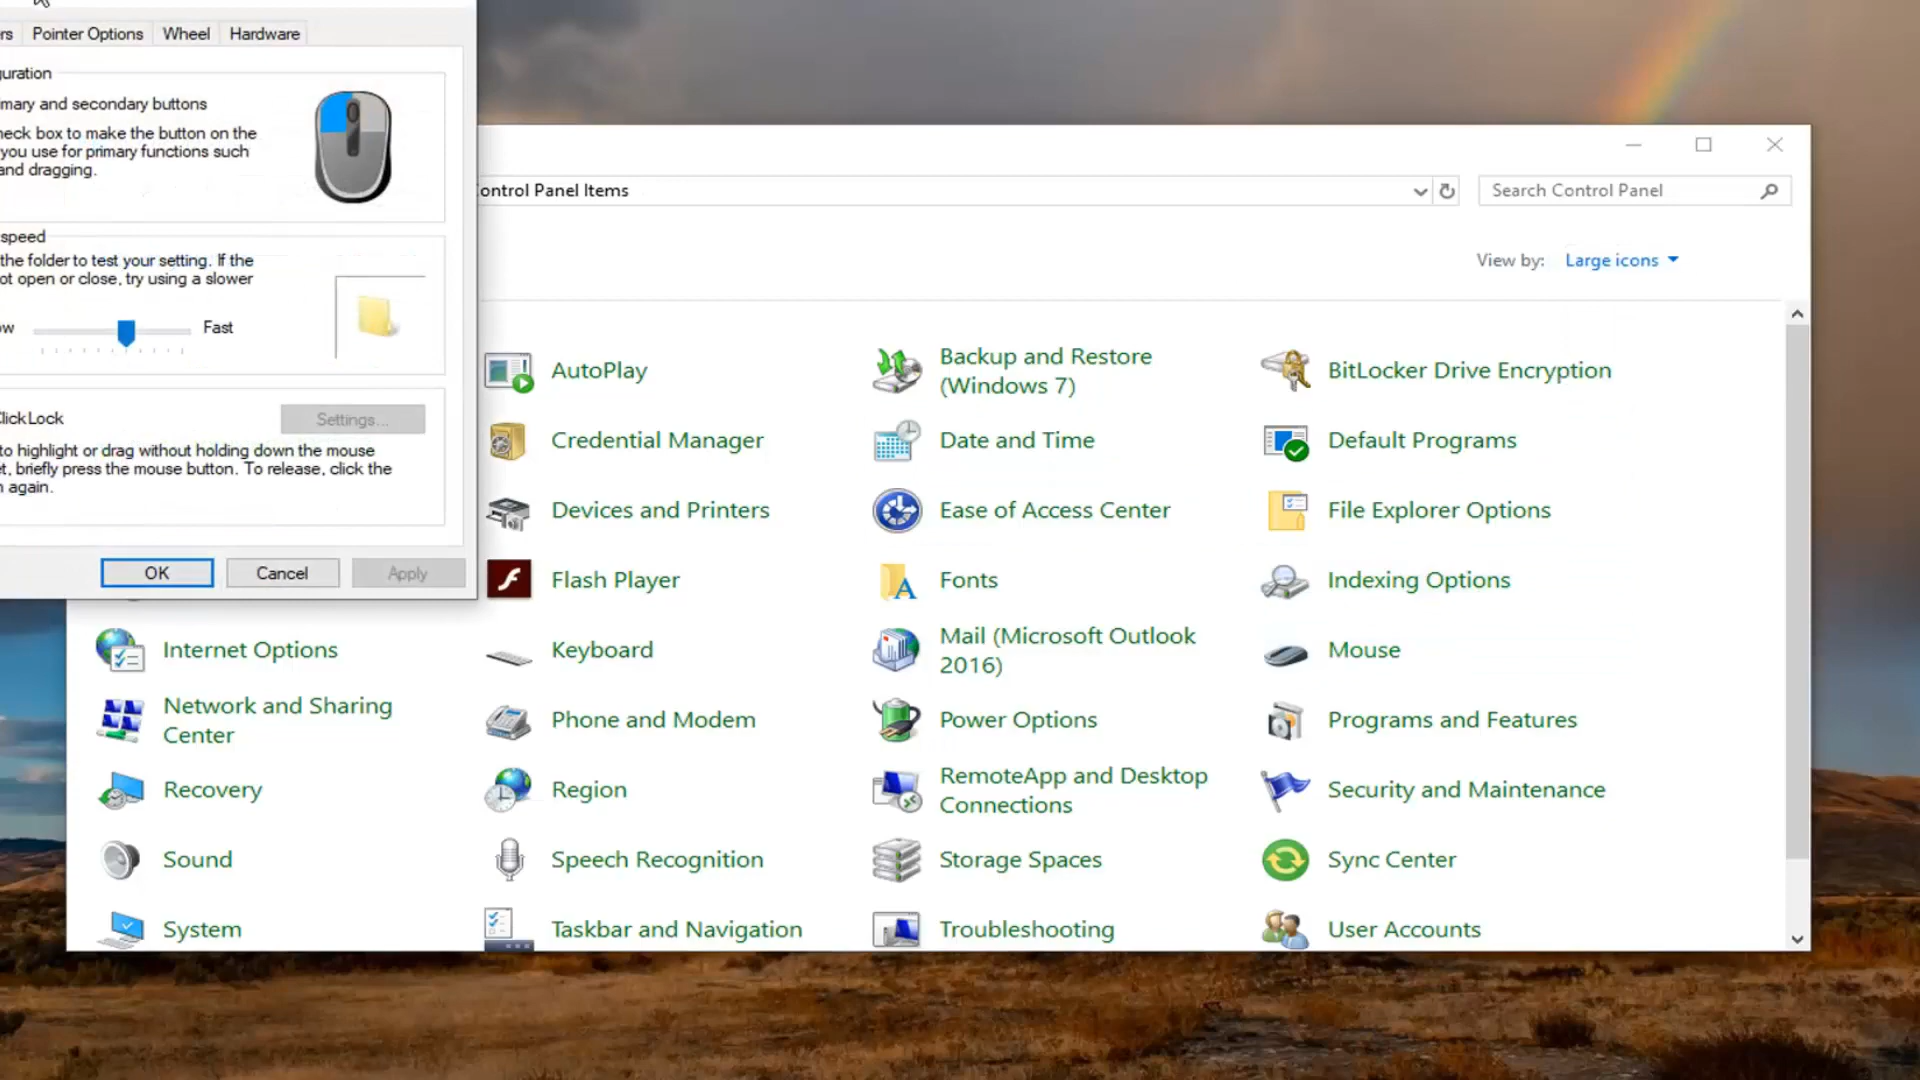 rs
Pointer Options
Wheel
Hardware
guration
mary and secondary buttons
heck box to make the button on the
you use for primary functions such
and dragging.
speed
the folder to test your setting. If the
ot open or close, try using a slower
ow
Fast
ClickLock
Settings...
to highlight or drag without holding down the mouse
et, briefly press the mouse button. To release, click the
n again.
OK
Cancel
Apply
ontrol Panel Items
Search Control Panel
View by:
Large icons
AutoPlay
Backup and Restore
(Windows 7)
BitLocker Drive Encryption
Credential Manager
Date and Time
Default Programs
Devices and Printers
Ease of Access Center
File Explorer Options
Flash Player
Fonts
Indexing Options
Internet Options
Keyboard
Mail (Microsoft Outlook
2016)
Mouse
Network and Sharing
Center
Phone and Modem
Power Options
Programs and Features
Recovery
Region
RemoteApp and Desktop
Connections
Security and Maintenance
Sound
Speech Recognition
Storage Spaces
Sync Center
System
Taskbar and Navigation
Troubleshooting
User Accounts